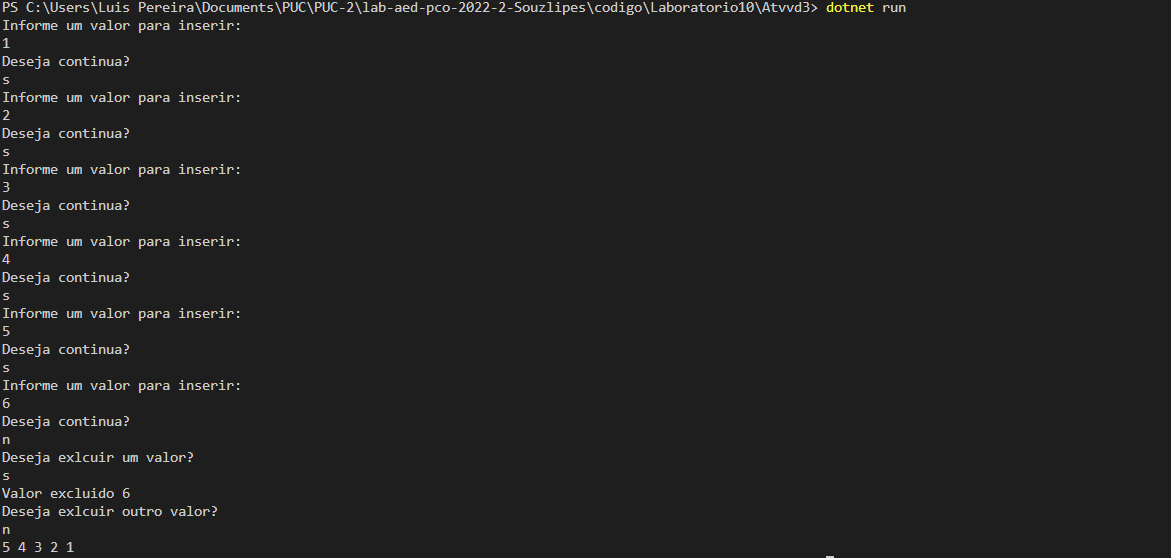 PS C:\Users\Luis Pereira\Documents\PUC\PUC-2\lab-aed-pco-2022-2-Souzlipes\codigo\Laboratorio10\Atvvd3> dotnet run
Informe um valor para inserir:
1
Deseja continua?
s
Informe um valor para inserir:
2
Deseja continua?
s
Informe um valor para inserir:
3
Deseja continua?
s
Informe um valor para inserir:
4
Deseja continua?
s
Informe um valor para inserir:
5
Deseja continua?
s
Informe um valor para inserir:
6
Deseja continua?
n
Deseja exlcuir um valor?
s
Valor excluido 6
Deseja exlcuir outro valor?
n
5 4 3 2 1